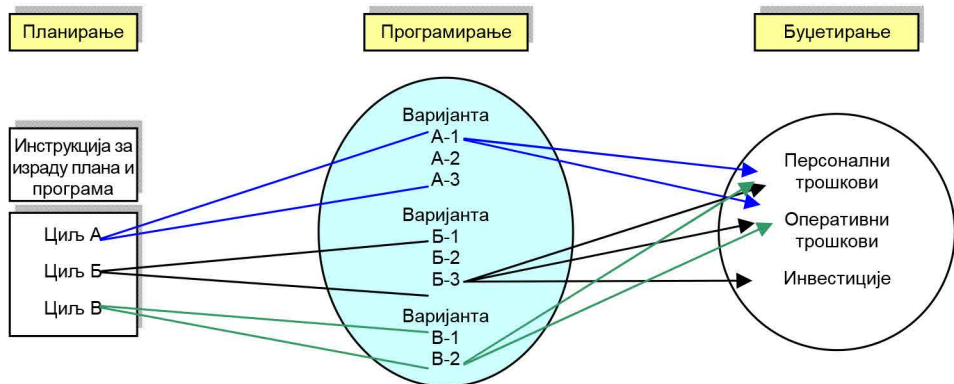 Планирање
Програмирање
Буџетирање
Инструкција за
израду плана и
програма
Циљ А
Циљ Б
Циљ В
Варијанта
А-1
А-2
А-3
Варијанта
Б-1
Б-2
Б-3
Варијанта
В-1
В-2
Персонални
трошкови
Оперативни
трошкови
Инвестиције